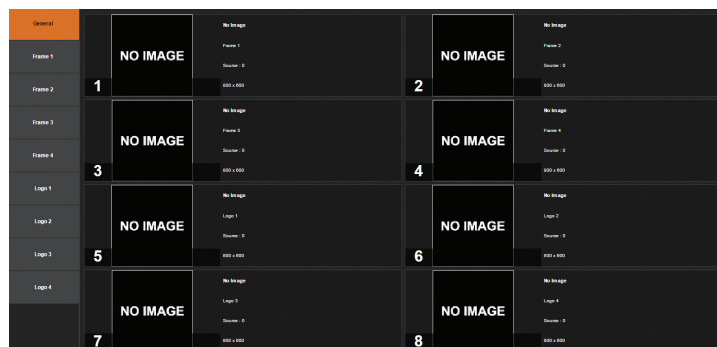 General
Frame 1
Frame 2
Frame 3
Frame 4
Logo 1
Logo 2
Logo 3
Logo 4
1
NO IMAGE
No Image
Frame 1
Source : 0
800 x 600
2
NO IMAGE
No Image
Frame 2
Source : 0
800 x 600
3
NO IMAGE
No Image
Frame 3
Source : 0
800 x 600
4
NO IMAGE
No Image
Frame 4
Source : 0
800 x 600
5
NO IMAGE
No Image
Logo 1
Source : 0
800 x 600
6
NO IMAGE
No Image
Logo 2
Source : 0
800 x 600
7
NO IMAGE
No Image
Logo 3
Source : 0
800 x 600
8
NO IMAGE
No Image
Logo 4
Source : 0
800 x 600